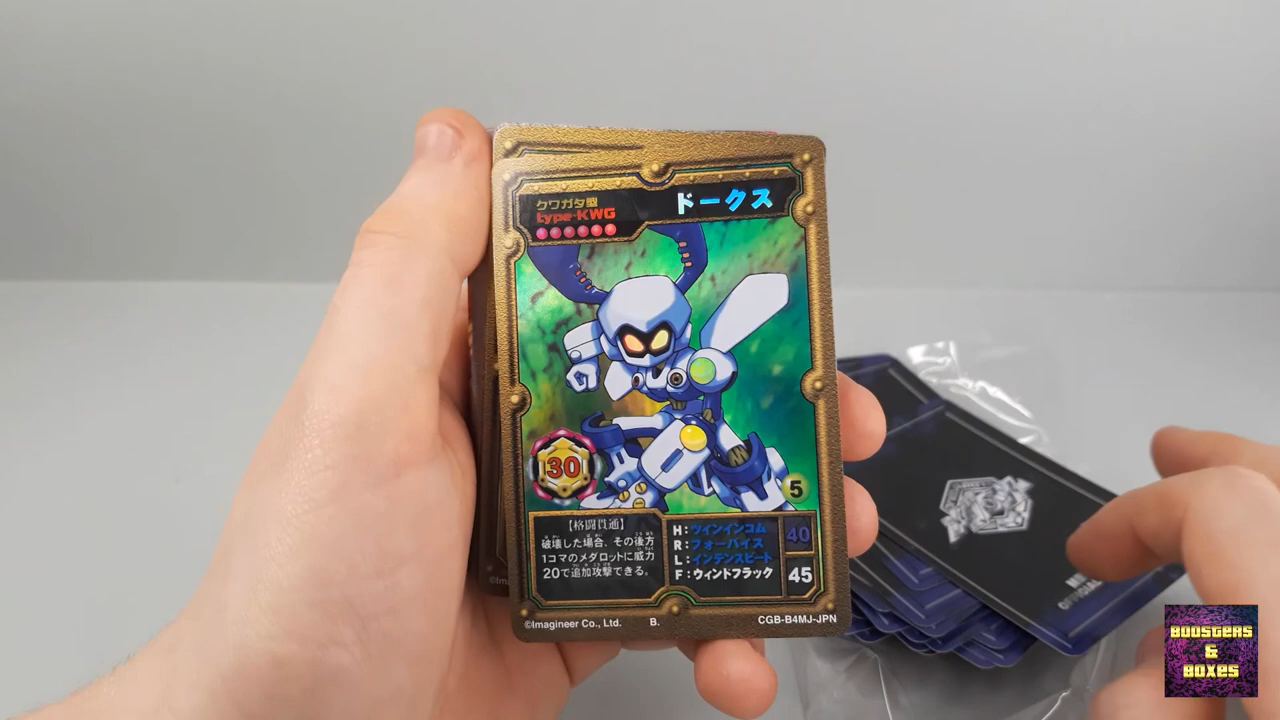 クワガタ型
type-KWG
ドークス
30
5
【格闘貫通】
破壊した場合、その後方
1コマのメダロットに威力
20で追加攻撃できる。
H:ツインインコム
R:フォーバイス
L:インテンスビート
F:ウィンドフラック
40
45
©Imagineer Co., Ltd. B. CGB-B4MJ-JPN
©Im
OFFICIAL
BOOSTERS
&
BOXES